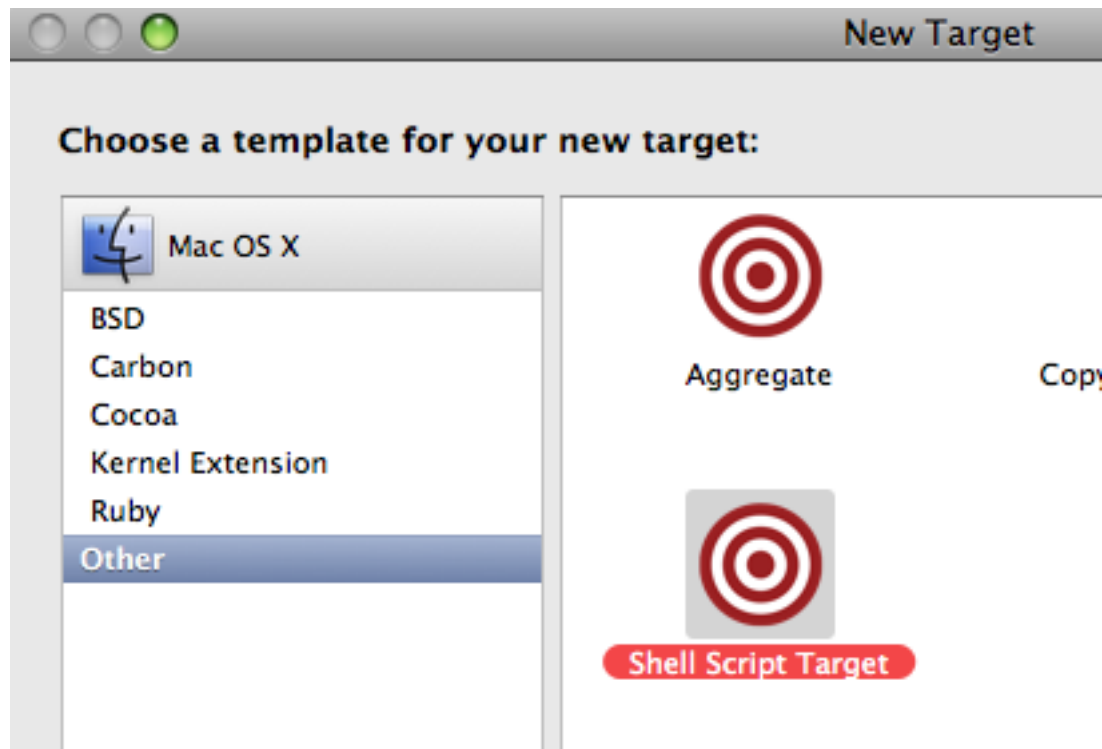 New Target
Choose a template for your new target:
Mac OS X
BSD
Carbon
Cocoa
Kernel Extension
Ruby
Other
Aggregate
Copy
Shell Script Target